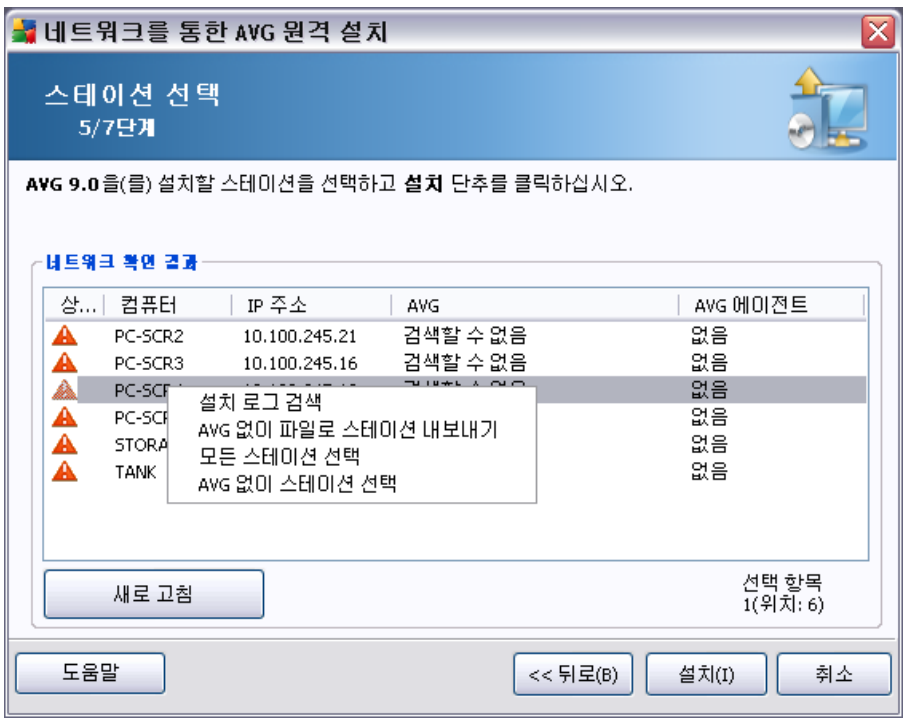 네트워크를 통한 AVG 원격 설치
스테이션 선택
5/7단계
AVG 9.0을(를) 설치할 스테이션을 선택하고 설치 단추를 클릭하십시오.
네트워크 확인 결과
상... 컴퓨터 IP 주소 AVG AVG 에이전트
PC-SCR2 10.100.245.21 검색할 수 없음 없음
PC-SCR3 10.100.245.16 검색할 수 없음 없음
없음
없음
STORA 없음
TANK 없음
설치 로그 검색
AVG 없이 파일로 스테이션 내보내기
모든 스테이션 선택
AVG 없이 스테이션 선택
새로 고침
선택 항목
1(위치: 6)
도움말 << 뒤로(B) 설치(I) 취소